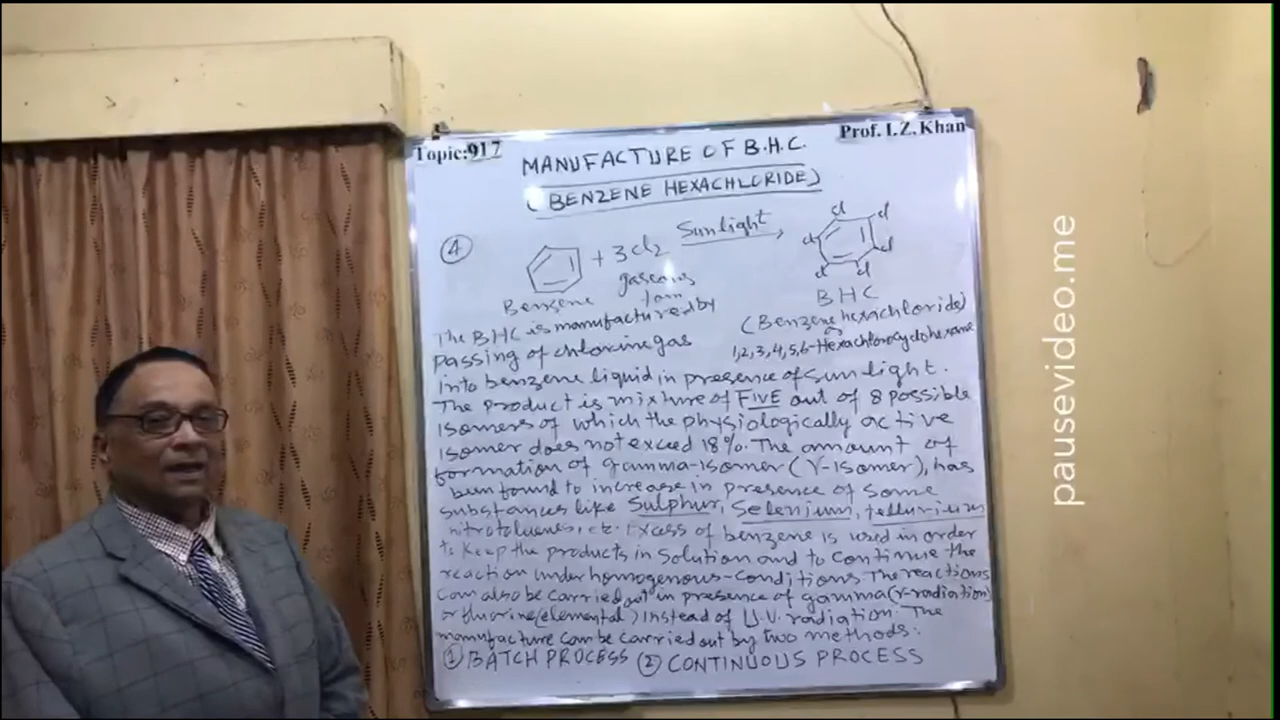 Topic:917
Prof. I.Z. Khan
MANUFACTURE OF B.H.C.
(BENZENE HEXACHLORIDE)
4
+ 3Cl2
Sunlight
Cl Cl Cl Cl Cl Cl
gaseous
form
Benzene
BHC
(Benzene hexachloride)
or
1,2,3,4,5,6-Hexachlorocyclohexane
The BHC is manufactured by
passing of chlorine gas
into benzene liquid in presence of sun light.
The product is mixture of FIVE out of 8 possible
isomers of which the physiologically active
isomer does not exceed 18%. The amount of
formation of gamma-isomer (γ-isomer), has
been found to increase in presence of some
substances like Sulphur, Selenium, tellurium
nitrotoluenes, etc. Excess of benzene is used in order
to keep the products in solution and to continue the
reaction under homogenous-conditions. The reactions
can also be carried out in presence of gamma (γ-radiation)
or fluorine (elemental) instead of U.V. radiation. The
manufacture can be carried out by two methods.
1 BATCH PROCESS 2 CONTINUOUS PROCESS
pausevideo.me